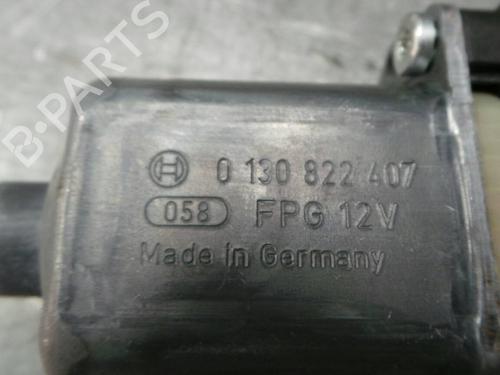 B-PARTS
0 130 822 407
058 FPG 12V
Made in Germany